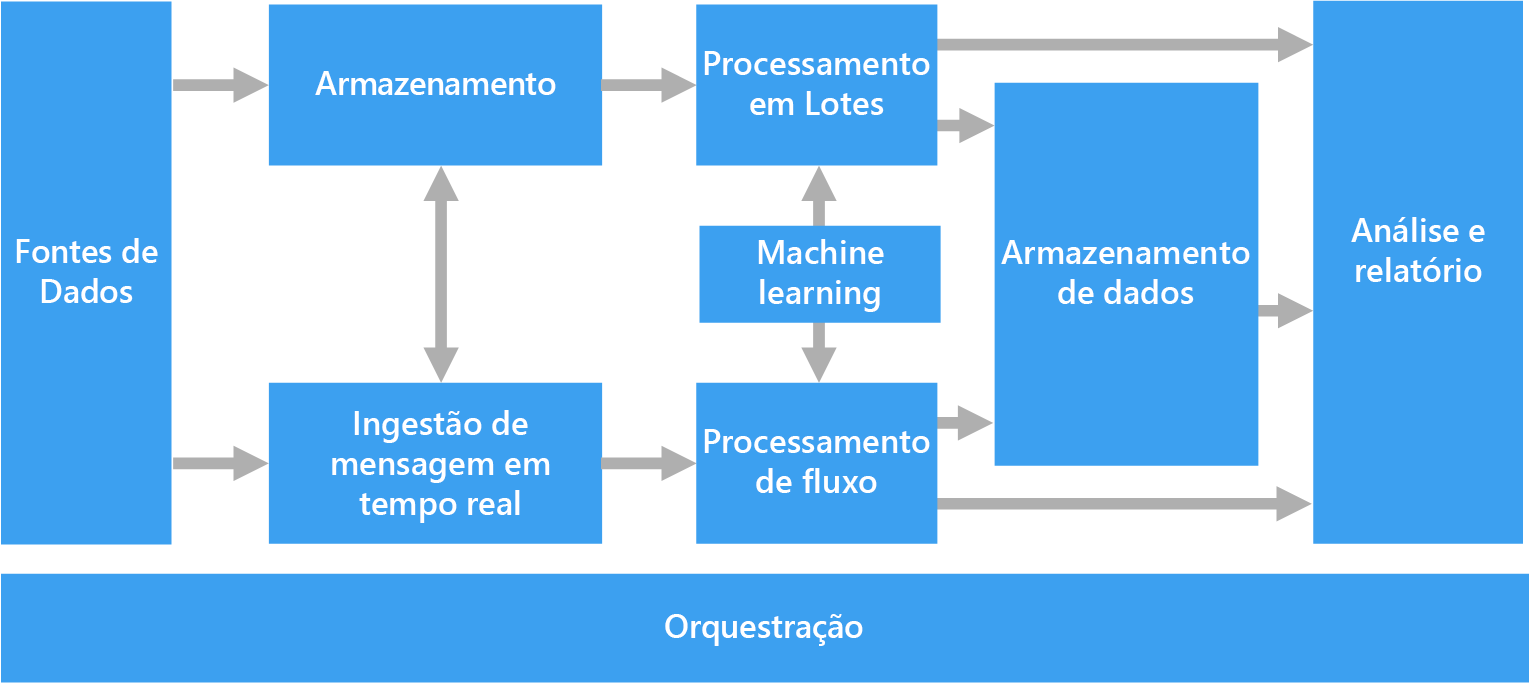 Fontes de
Dados
Armazenamento
Processamento
em Lotes
Machine
learning
Armazenamento
de dados
Análise e
relatório
Ingestão de
mensagem em
tempo real
Processamento
de fluxo
Orquestração